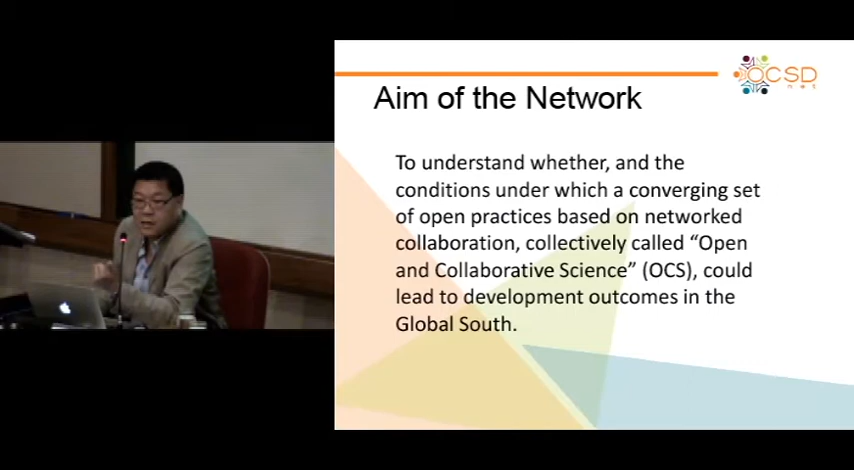 OCSD
net
Aim of the Network
To understand whether, and the
conditions under which a converging set
of open practices based on networked
collaboration, collectively called “Open
and Collaborative Science” (OCS), could
lead to development outcomes in the
Global South.